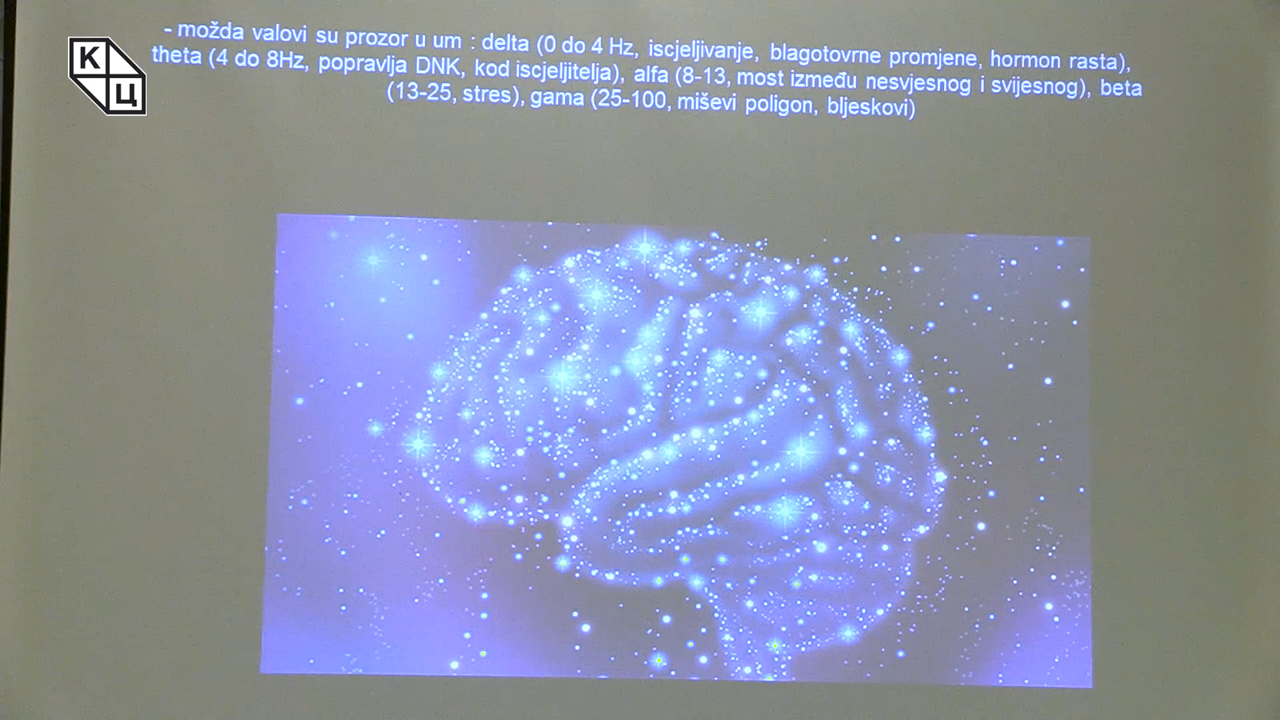 - možda valovi su prozor u um : delta (0 do 4 Hz, iscjeljivanje, blagotovrne promjene, hormon rasta),
theta (4 do 8Hz, popravlja DNK, kod iscjeljitelja), alfa (8-13, most između nesvjesnog i svijesnog), beta
(13-25, stres), gama (25-100, miševi poligon, bljeskovi)
К
Ц